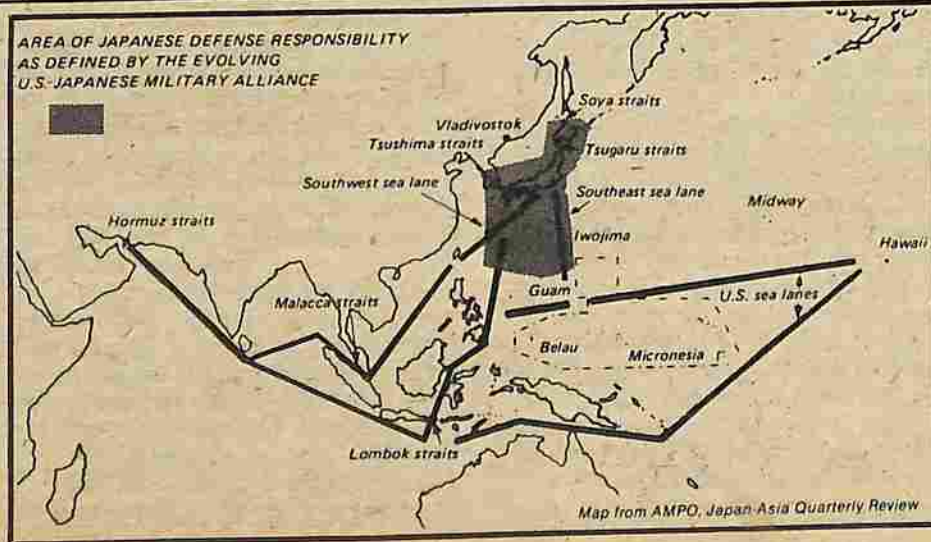 AREA OF JAPANESE DEFENSE RESPONSIBILITY
AS DEFINED BY THE EVOLVING
U.S.-JAPANESE MILITARY ALLIANCE
Soya straits
Vladivostok
Tsushima straits
Tsugaru straits
Southwest sea lane
Southeast sea lane
Midway
Hormuz straits
Iwojima
Hawaii
Guam
Malacca straits
U.S. sea lanes
Belau
Micronesia
Lombok straits
Map from AMPO, Japan-Asia Quarterly Review